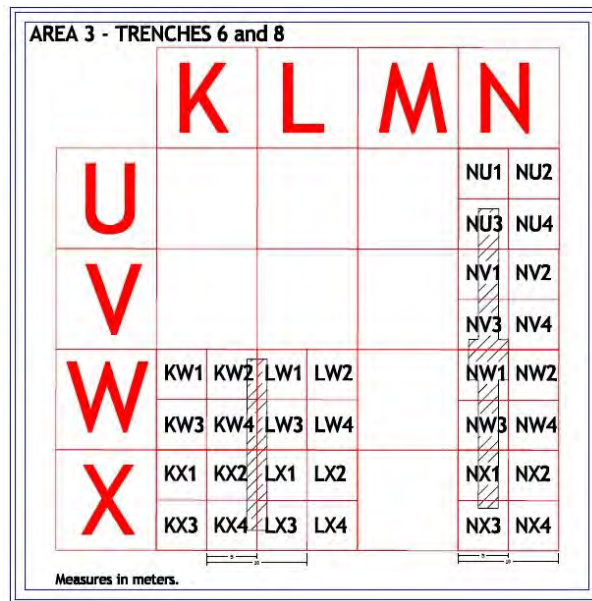 AREA 3 - TRENCHES 6 and 8
K L M N
U
NU1 NU2
NU3 NU4
V
NV1 NV2
NV3 NV4
W
KW1 KW2 LW1 LW2 NW1 NW2
KW3 KW4 LW3 LW4 NW3 NW4
X
KX1 KX2 LX1 LX2 NX1 NX2
KX3 KX4 LX3 LX4 NX3 NX4
Measures in meters.